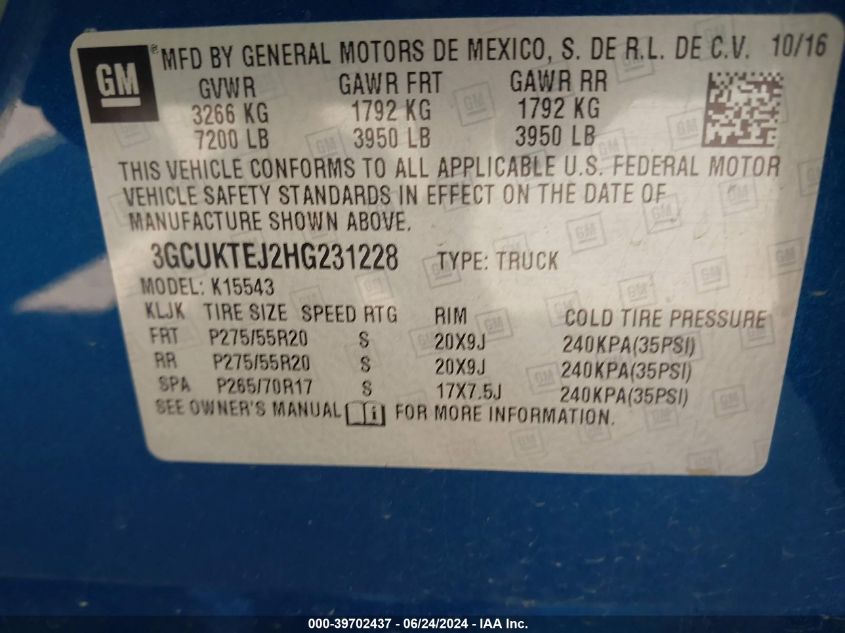 GM ® MFD BY GENERAL MOTORS DE MEXICO, S. DE R.L. DE C.V. 10/16
GVWR GAWR FRT GAWR RR
3266 KG 1792 KG 1792 KG
7200 LB 3950 LB 3950 LB
THIS VEHICLE CONFORMS TO ALL APPLICABLE U.S. FEDERAL MOTOR
VEHICLE SAFETY STANDARDS IN EFFECT ON THE DATE OF
MANUFACTURE SHOWN ABOVE.
3GCUKTEJ2HG231228 TYPE: TRUCK
MODEL: K15543
KLJK TIRE SIZE SPEED RTG RIM COLD TIRE PRESSURE
FRT P275/55R20 S 20X9J 240KPA(35PSI)
RR P275/55R20 S 20X9J 240KPA(35PSI)
SPA P265/70R17 S 17X7.5J 240KPA(35PSI)
SEE OWNER'S MANUAL FOR MORE INFORMATION.
000-39702437 - 06/24/2024 - IAA Inc.